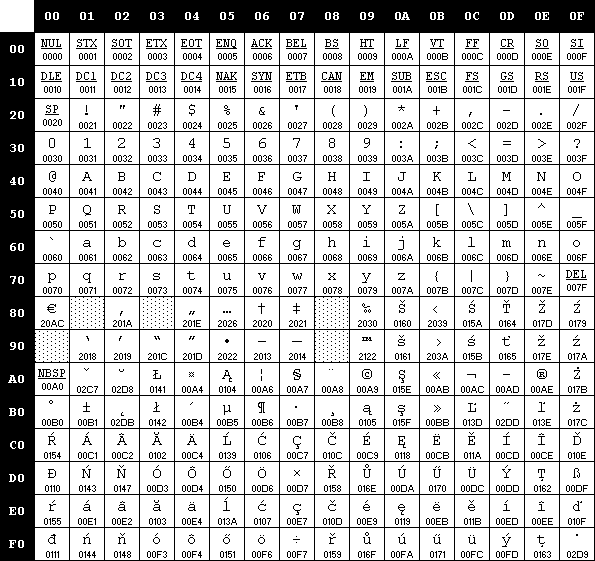 00 01 02 03 04 05 06 07 08 09 0A 0B 0C 0D 0E 0F
00 NUL STX SOT ETX EOT ENQ ACK BEL BS HT LF VT FF CR SO SI
0000 0001 0002 0003 0004 0005 0006 0007 0008 0009 000A 000B 000C 000D 000E 000F
10 DLE DC1 DC2 DC3 DC4 NAK SYN ETB CAN EM SUB ESC FS GS RS US
0010 0011 0012 0013 0014 0015 0016 0017 0018 0019 001A 001B 001C 001D 001E 001F
20 SP ! " # $ % & ' ( ) * + , - . /
0020 0021 0022 0023 0024 0025 0026 0027 0028 0029 002A 002B 002C 002D 002E 002F
30 0 1 2 3 4 5 6 7 8 9 : ; < = > ?
0030 0031 0032 0033 0034 0035 0036 0037 0038 0039 003A 003B 003C 003D 003E 003F
40 @ A B C D E F G H I J K L M N O
0040 0041 0042 0043 0044 0045 0046 0047 0048 0049 004A 004B 004C 004D 004E 004F
50 P Q R S T U V W X Y Z [ \ ] ^ _
0050 0051 0052 0053 0054 0055 0056 0057 0058 0059 005A 005B 005C 005D 005E 005F
60 ` a b c d e f g h i j k l m n o
0060 0061 0062 0063 0064 0065 0066 0067 0068 0069 006A 006B 006C 006D 006E 006F
70 p q r s t u v w x y z { | } ~ DEL
0070 0071 0072 0073 0074 0075 0076 0077 0078 0079 007A 007B 007C 007D 007E 007F
80 € ‚ „ … † ‡ ‰ Š ‹ Ś Ť Ž Ź
20AC 201A 201E 2026 2020 2021 2030 0160 2039 015A 0164 017D 0179
90 ‘ ’ “ ” • – — ™ š › ś ť ž ź
2018 2019 201C 201D 2022 2013 2014 2122 0161 203A 015B 0165 017E 017A
A0 NBSP ˇ ˘ Ł ¤ Ą ¦ § ¨ © Ş « ¬ - ® Ż
00A0 02C7 02D8 0141 00A4 0104 00A6 00A7 00A8 00A9 015E 00AB 00AC 00AD 00AE 017B
B0 ° ± ˛ ł ´ µ ¶ · ¸ ą ş » Ľ ˝ ľ ż
00B0 00B1 02DB 0142 00B4 00B5 00B6 00B7 00B8 0105 015F 00BB 013D 02DD 013E 017C
C0 Ŕ Á Â Ă Ä Ĺ Ć Ç Č É Ę Ë Ě Í Î Ď
0154 00C1 00C2 0102 00C4 0139 0106 00C7 010C 00C9 0118 00CB 011A 00CD 00CE 010E
D0 Đ Ń Ň Ó Ô Ő Ö × Ř Ů Ú Ű Ü Ý Ţ ß
0110 0143 0147 00D3 00D4 0150 00D6 00D7 0158 016E 00DA 0170 00DC 00DD 0162 00DF
E0 ŕ á â ă ä ĺ ć ç č é ę ë ě í î ď
0155 00E1 00E2 0103 00E4 013A 0107 00E7 010D 00E9 0119 00EB 011B 00ED 00EE 010F
F0 đ ń ň ó ô ő ö ÷ ř ů ú ű ü ý ţ ˙
0111 0144 0148 00F3 00F4 0151 00F6 00F7 0159 016F 00FA 0171 00FC 00FD 0163 02D9